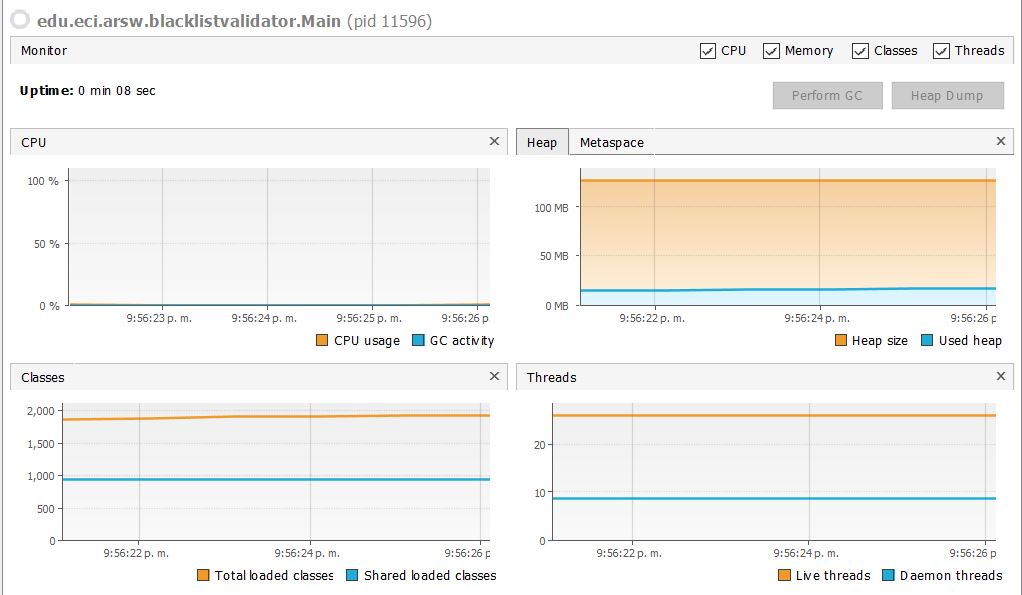 edu.eci.arsw.blacklistvalidator.Main (pid 11596)
Monitor CPU Memory Classes Threads
Uptime: 0 min 08 sec Perform GC Heap Dump
CPU
100 %
50 %
0 %
9:56:23 p. m. 9:56:24 p. m. 9:56:25 p. m. 9:56:26 p
CPU usage GC activity
Heap Metaspace
100 MB
50 MB
0 MB
9:56:22 p. m. 9:56:24 p. m. 9:56:26 p
Heap size Used heap
Classes
2,000
1,500
1,000
500
0
9:56:22 p. m. 9:56:24 p. m. 9:56:26 p
Total loaded classes Shared loaded classes
Threads
20
10
0
9:56:22 p. m. 9:56:24 p. m. 9:56:26 p
Live threads Daemon threads